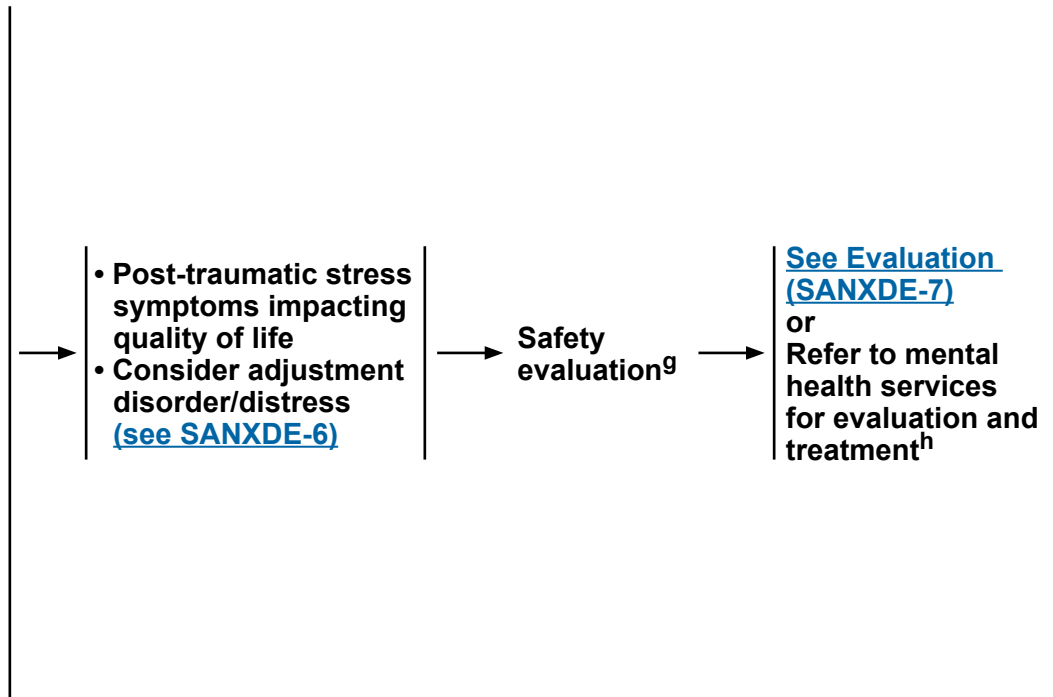 • Post-traumatic stress
symptoms impacting
quality of life
• Consider adjustment
disorder/distress
(see SANXDE-6)
Safety
evaluationg
See Evaluation
(SANXDE-7)
or
Refer to mental
health services
for evaluation and
treatmenth